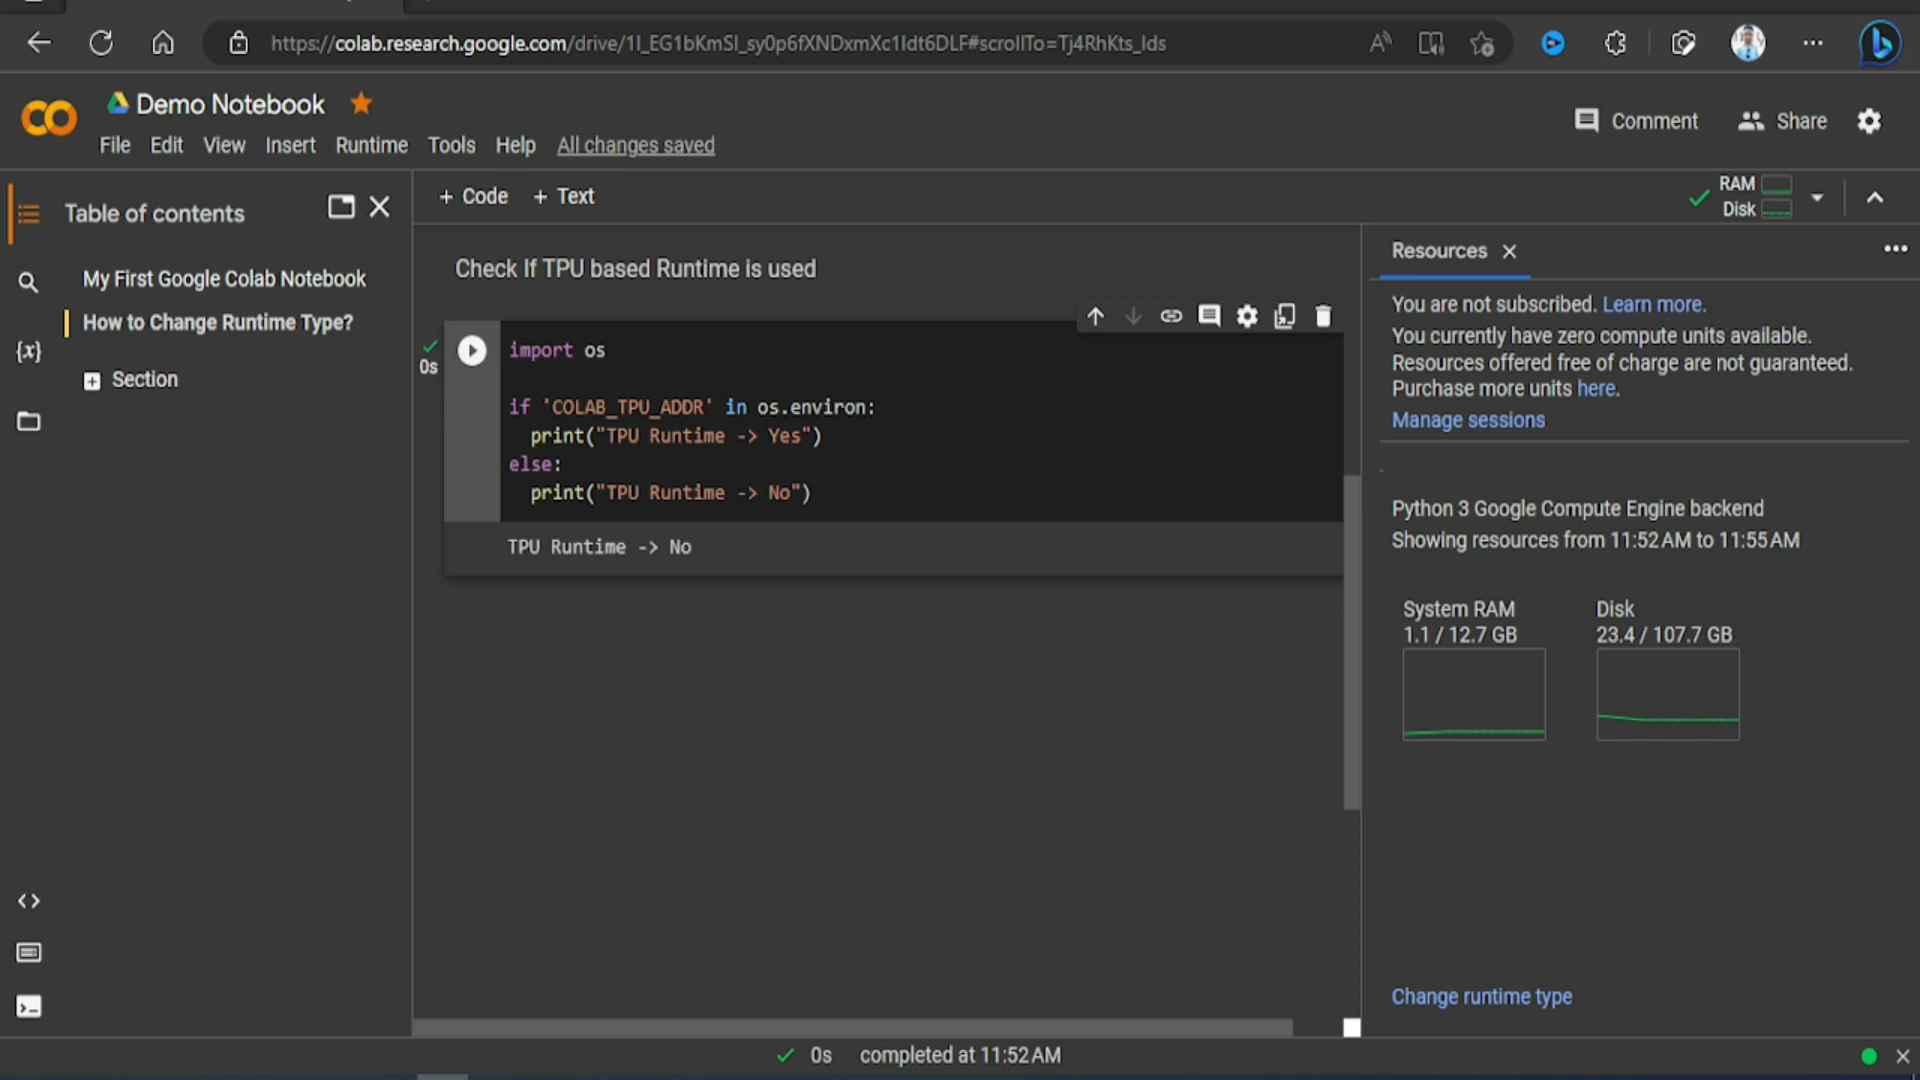 https://colab.research.google.com/drive/1I_EG1bKmSI_sy0p6fXNDxmXc1Idt6DLF#scrollTo=Tj4RhKts_Ids
Demo Notebook
Comment
Share
File Edit View Insert Runtime Tools Help All changes saved
Table of contents
My First Google Colab Notebook
How to Change Runtime Type?
Section
{x}
+ Code + Text
RAM
Disk
Check If TPU based Runtime is used
0s
import os
if 'COLAB_TPU_ADDR' in os.environ:
print("TPU Runtime -> Yes")
else:
print("TPU Runtime -> No")
TPU Runtime -> No
Resources
You are not subscribed. Learn more.
You currently have zero compute units available.
Resources offered free of charge are not guaranteed.
Purchase more units here.
Manage sessions
Python 3 Google Compute Engine backend
Showing resources from 11:52 AM to 11:55 AM
System RAM
1.1 / 12.7 GB
Disk
23.4 / 107.7 GB
Change runtime type
0s completed at 11:52 AM